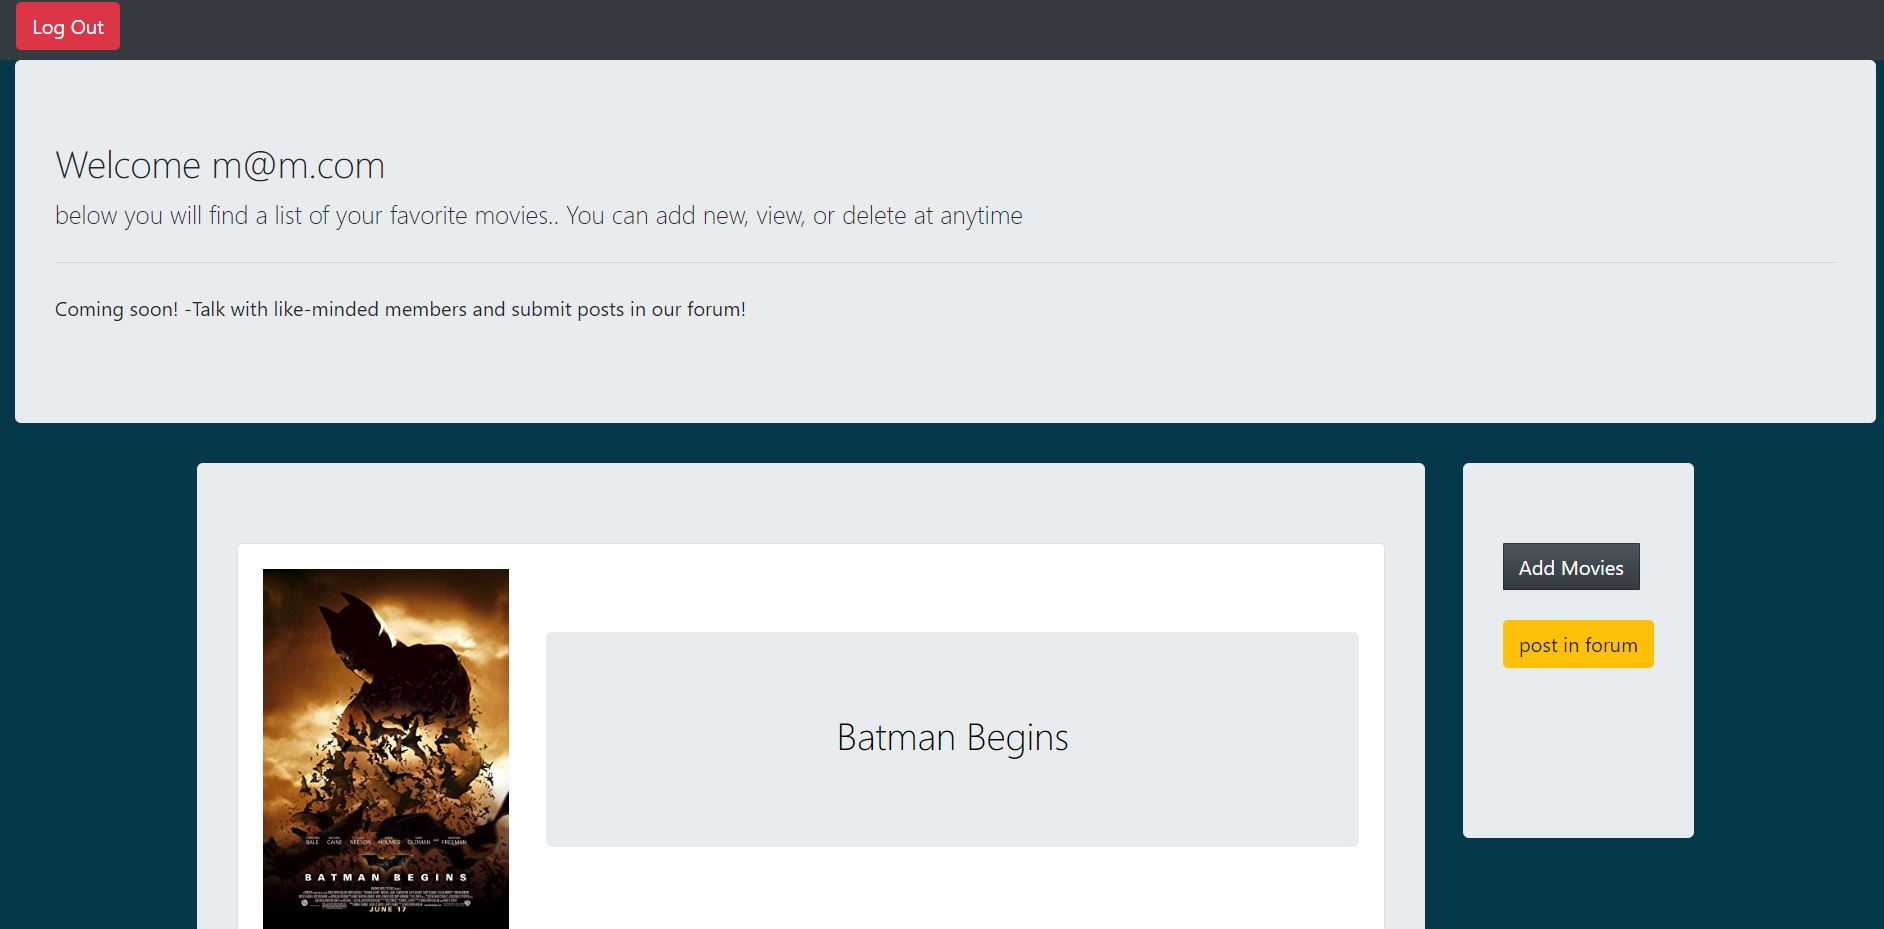 Log Out
Welcome m@m.com
below you will find a list of your favorite movies.. You can add new, view, or delete at anytime
Coming soon! -Talk with like-minded members and submit posts in our forum!
Add Movies
post in forum
Batman Begins
BALE CAINE NEESON HOLMES OLDMAN FREEMAN
BATMAN BEGINS
JUNE 17